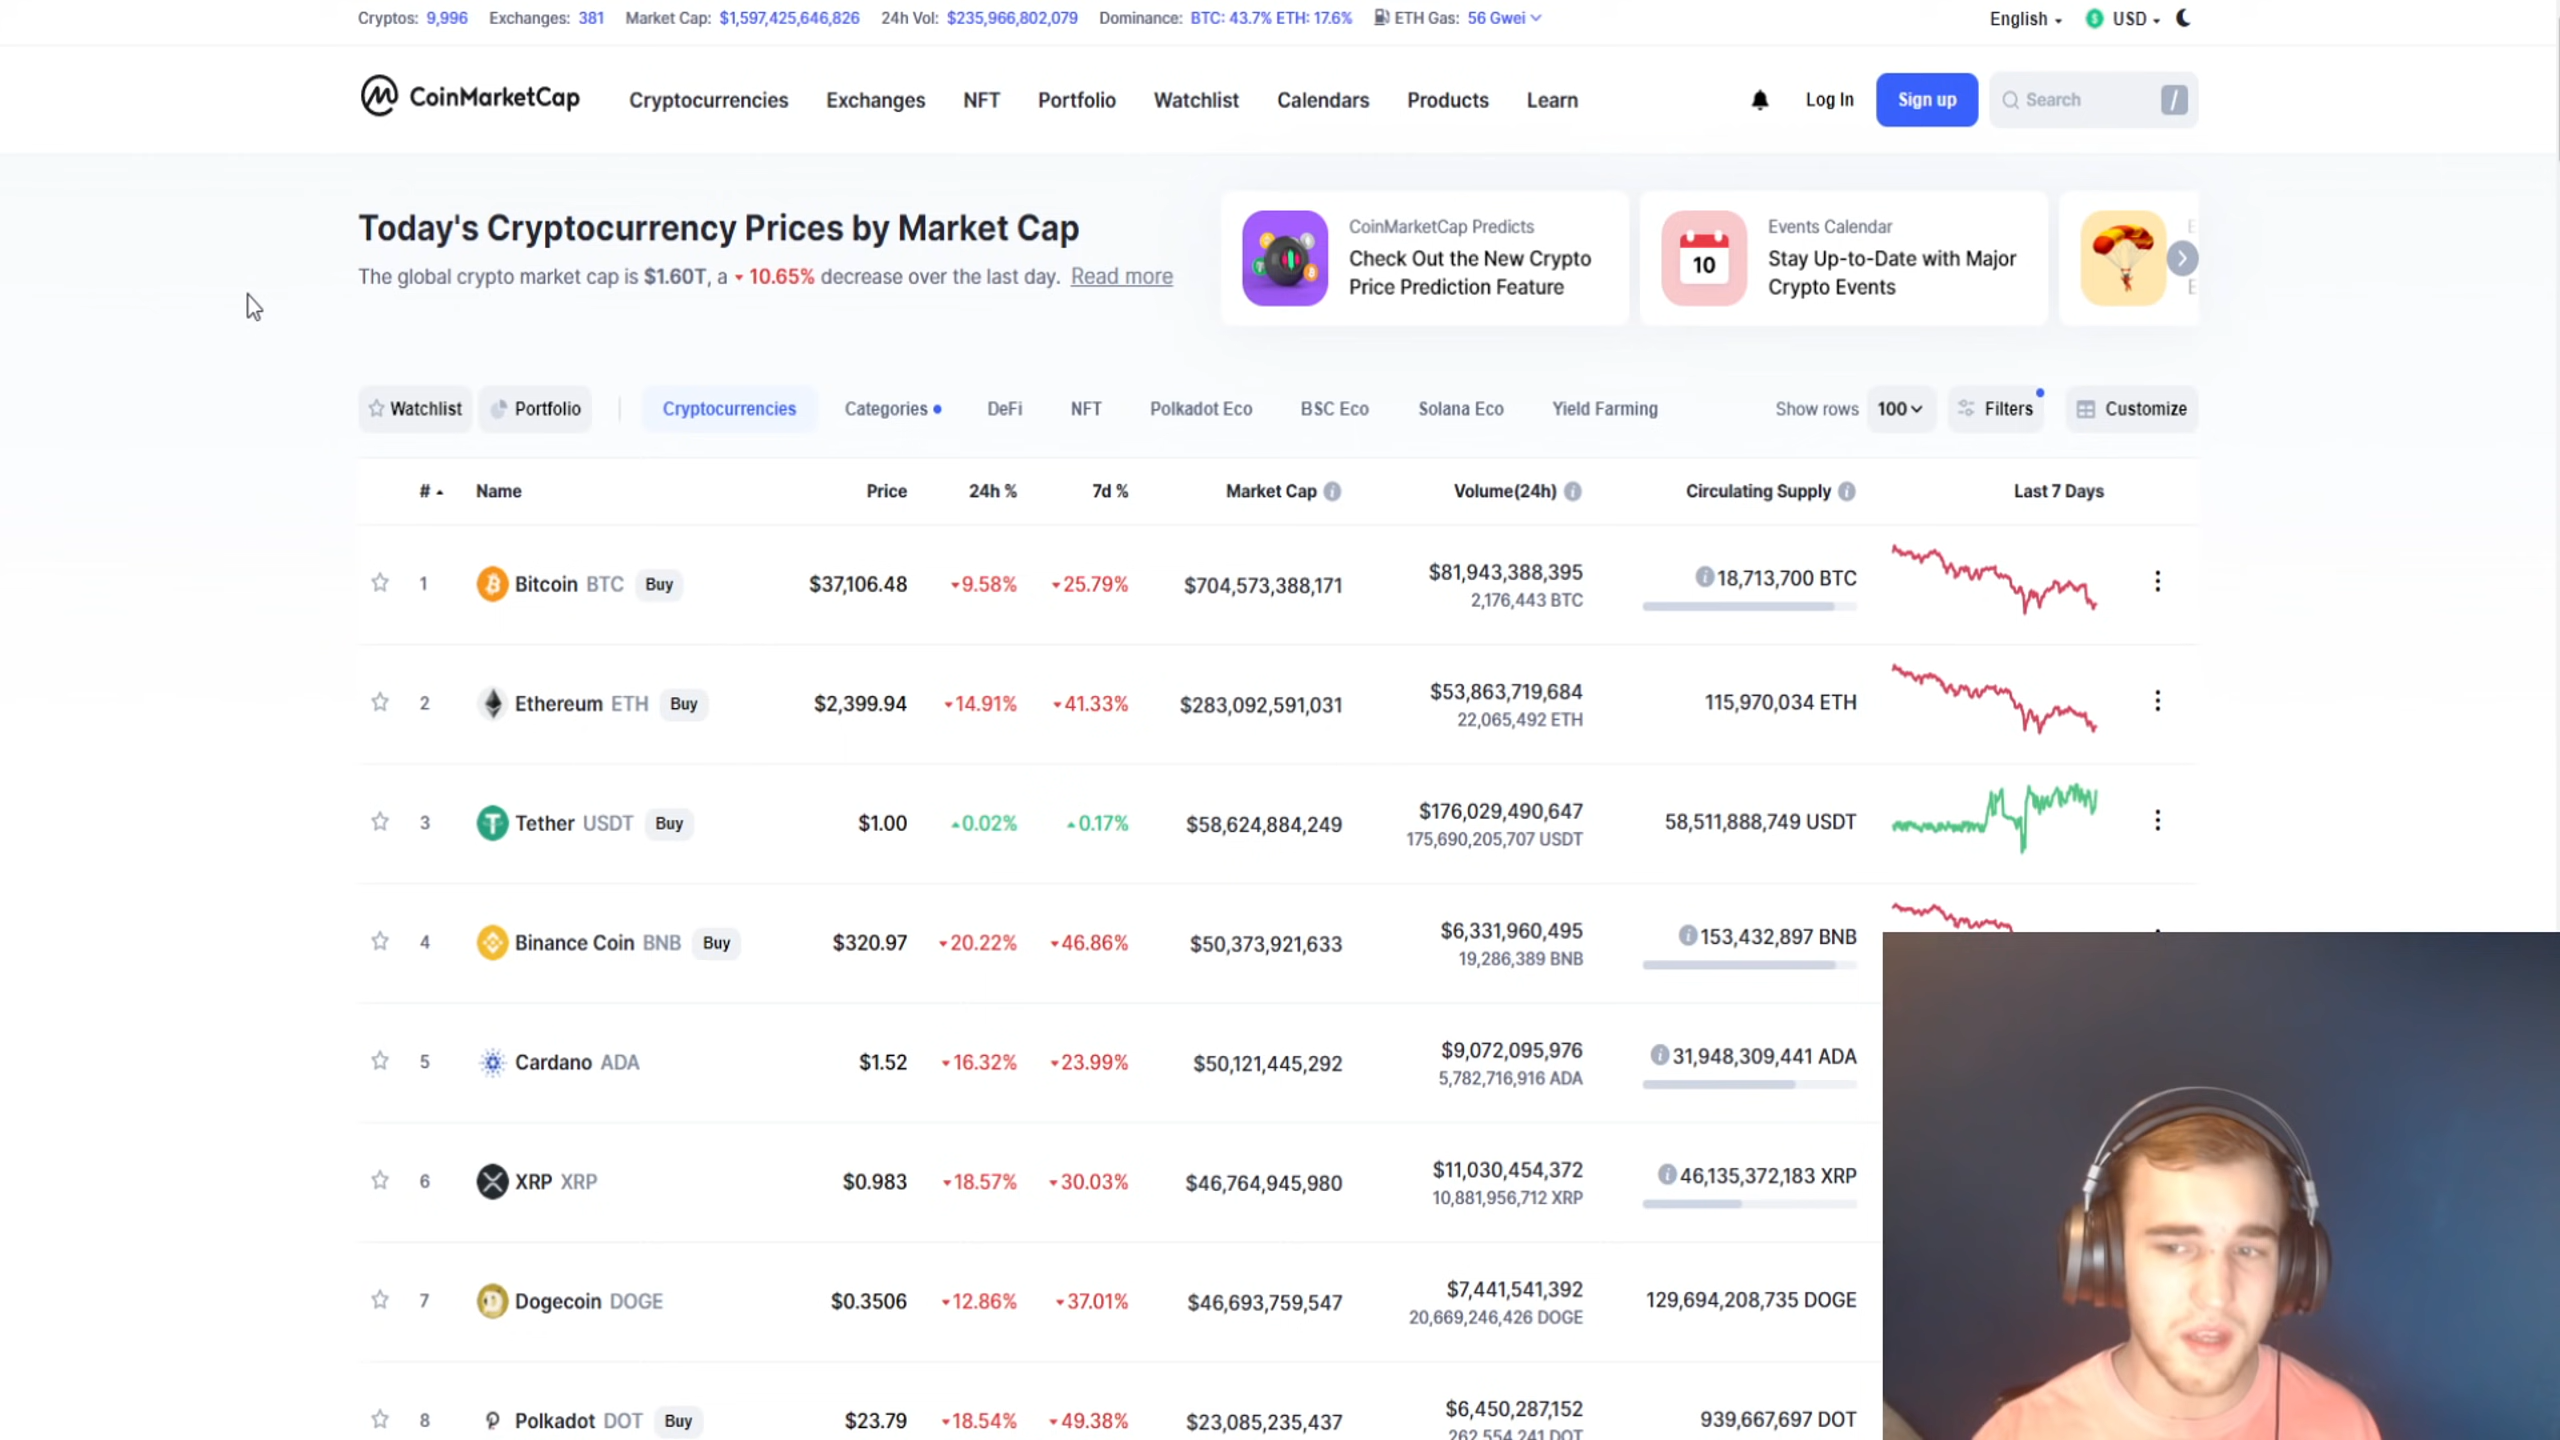 Cryptos: 9,996 Exchanges: 381 Market Cap: $1,597,425,646,826 24h Vol: $235,966,802,079 Dominance: BTC: 43.7% ETH: 17.6% ETH Gas: 56 Gwei English USD
CoinMarketCap Cryptocurrencies Exchanges NFT Portfolio Watchlist Calendars Products Learn Log In Sign up Search /
Today's Cryptocurrency Prices by Market Cap
The global crypto market cap is $1.60T, a 10.65% decrease over the last day. Read more
CoinMarketCap Predicts
Check Out the New Crypto
Price Prediction Feature
10
Events Calendar
Stay Up-to-Date with Major
Crypto Events
Watchlist Portfolio Cryptocurrencies Categories DeFi NFT Polkadot Eco BSC Eco Solana Eco Yield Farming Show rows 100 Filters Customize
# Name Price 24h % 7d % Market Cap Volume(24h) Circulating Supply Last 7 Days
1 Bitcoin BTC Buy $37,106.48 9.58% 25.79% $704,573,388,171 $81,943,388,395 18,713,700 BTC
2,176,443 BTC
2 Ethereum ETH Buy $2,399.94 14.91% 41.33% $283,092,591,031 $53,863,719,684 115,970,034 ETH
22,065,492 ETH
3 Tether USDT Buy $1.00 0.02% 0.17% $58,624,884,249 $176,029,490,647 58,511,888,749 USDT
175,690,205,707 USDT
4 Binance Coin BNB Buy $320.97 20.22% 46.86% $50,373,921,633 $6,331,960,495 153,432,897 BNB
19,286,389 BNB
5 Cardano ADA $1.52 16.32% 23.99% $50,121,445,292 $9,072,095,976 31,948,309,441 ADA
5,782,716,916 ADA
6 XRP XRP $0.983 18.57% 30.03% $46,764,945,980 $11,030,454,372 46,135,372,183 XRP
10,881,956,712 XRP
7 Dogecoin DOGE $0.3506 12.86% 37.01% $46,693,759,547 $7,441,541,392 129,694,208,735 DOGE
20,669,246,426 DOGE
8 Polkadot DOT Buy $23.79 18.54% 49.38% $23,085,235,437 $6,450,287,152 939,667,697 DOT
262,554,241 DOT